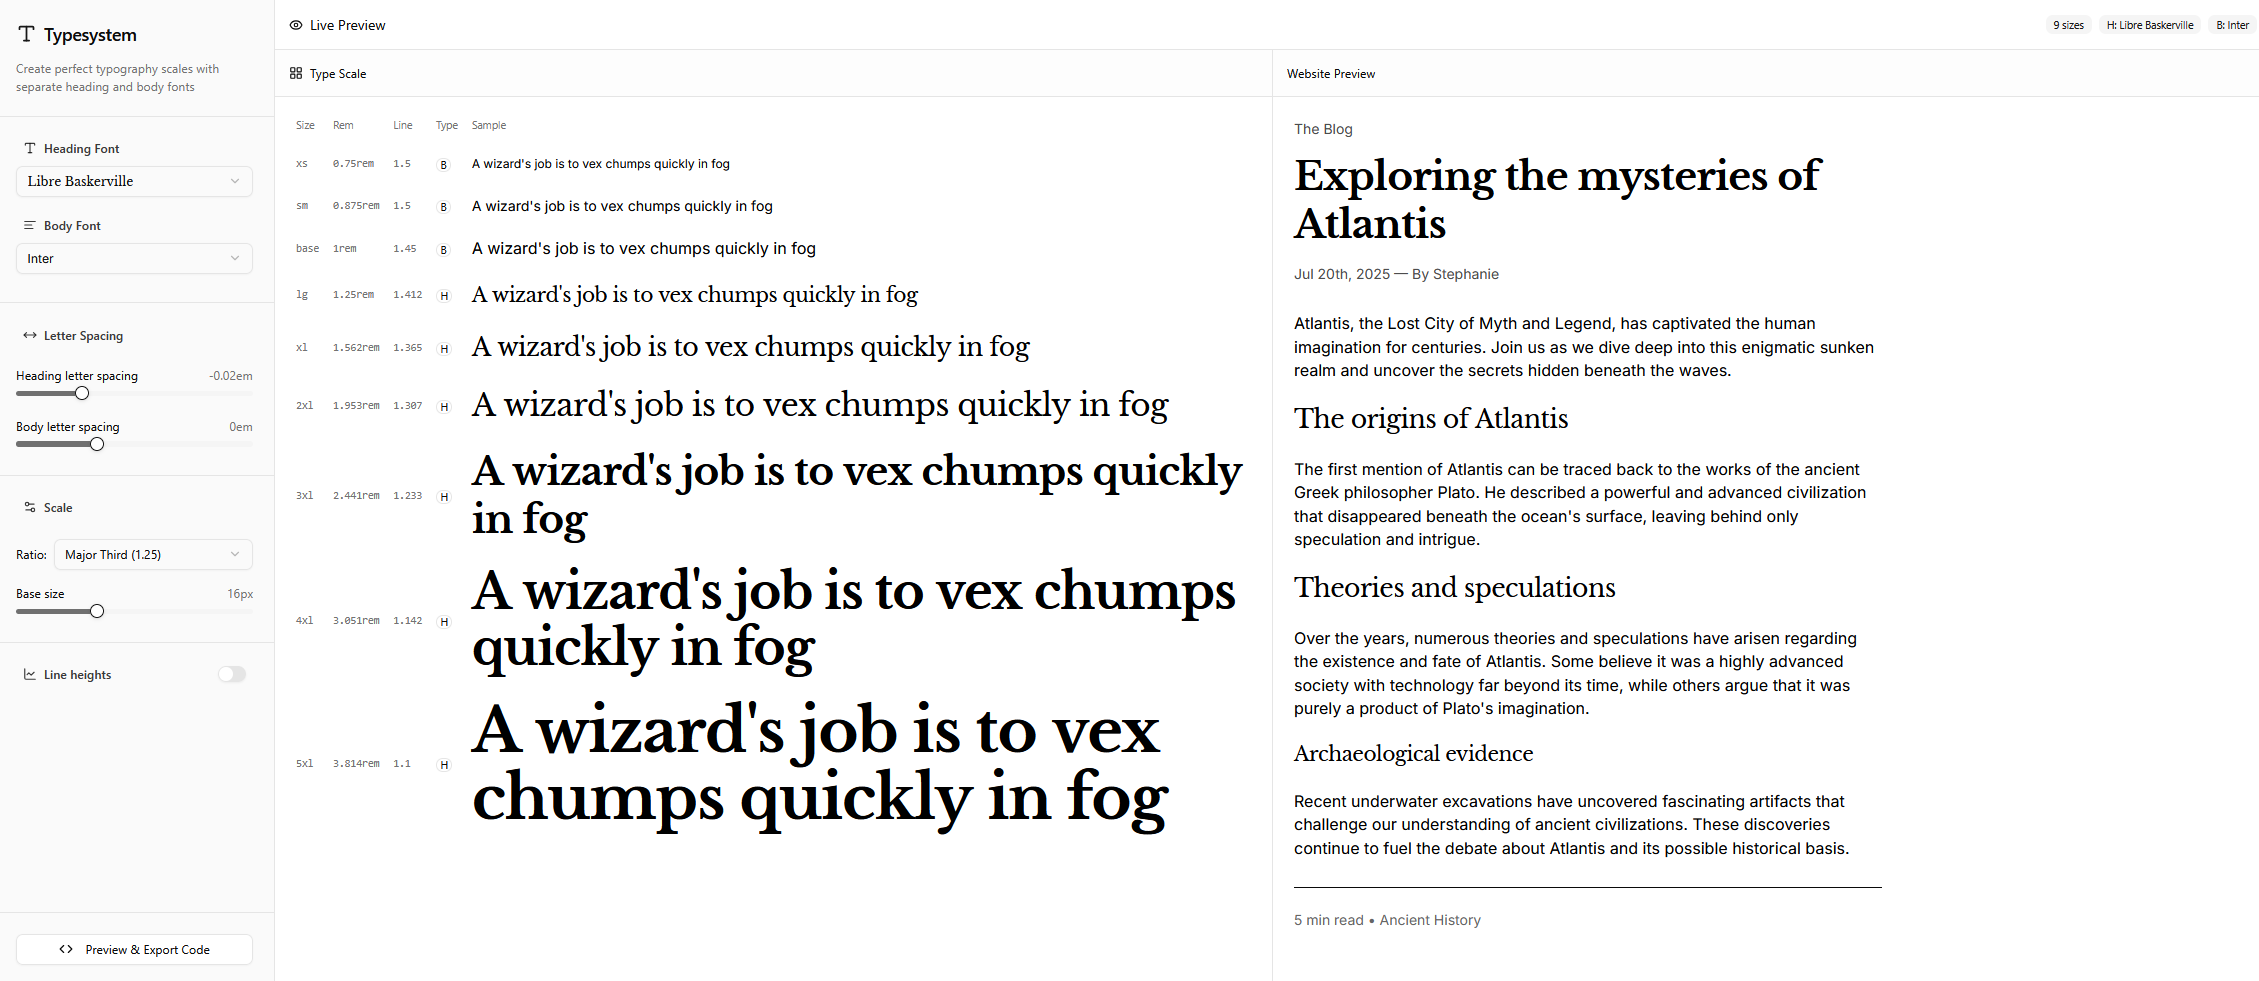 Typesystem
Create perfect typography scales with
separate heading and body fonts
Heading Font
Libre Baskerville
Body Font
Inter
Letter Spacing
Heading letter spacing -0.02em
Body letter spacing 0em
Scale
Ratio: Major Third (1.25)
Base size 16px
Line heights
Preview & Export Code
Live Preview
9 sizes H: Libre Baskerville B: Inter
Type Scale
Size Rem Line Type Sample
xs 0.75rem 1.5 B A wizard's job is to vex chumps quickly in fog
sm 0.875rem 1.5 B A wizard's job is to vex chumps quickly in fog
base 1rem 1.45 B A wizard's job is to vex chumps quickly in fog
lg 1.25rem 1.412 H A wizard's job is to vex chumps quickly in fog
xl 1.562rem 1.365 H A wizard's job is to vex chumps quickly in fog
2xl 1.953rem 1.307 H A wizard's job is to vex chumps quickly in fog
3xl 2.441rem 1.233 H A wizard's job is to vex chumps quickly
in fog
4xl 3.051rem 1.142 H A wizard's job is to vex chumps
quickly in fog
5xl 3.814rem 1.1 H A wizard's job is to vex
chumps quickly in fog
Website Preview
The Blog
Exploring the mysteries of
Atlantis
Jul 20th, 2025 — By Stephanie
Atlantis, the Lost City of Myth and Legend, has captivated the human
imagination for centuries. Join us as we dive deep into this enigmatic sunken
realm and uncover the secrets hidden beneath the waves.
The origins of Atlantis
The first mention of Atlantis can be traced back to the works of the ancient
Greek philosopher Plato. He described a powerful and advanced civilization
that disappeared beneath the ocean's surface, leaving behind only
speculation and intrigue.
Theories and speculations
Over the years, numerous theories and speculations have arisen regarding
the existence and fate of Atlantis. Some believe it was a highly advanced
society with technology far beyond its time, while others argue that it was
purely a product of Plato's imagination.
Archaeological evidence
Recent underwater excavations have uncovered fascinating artifacts that
challenge our understanding of ancient civilizations. These discoveries
continue to fuel the debate about Atlantis and its possible historical basis.
5 min read • Ancient History